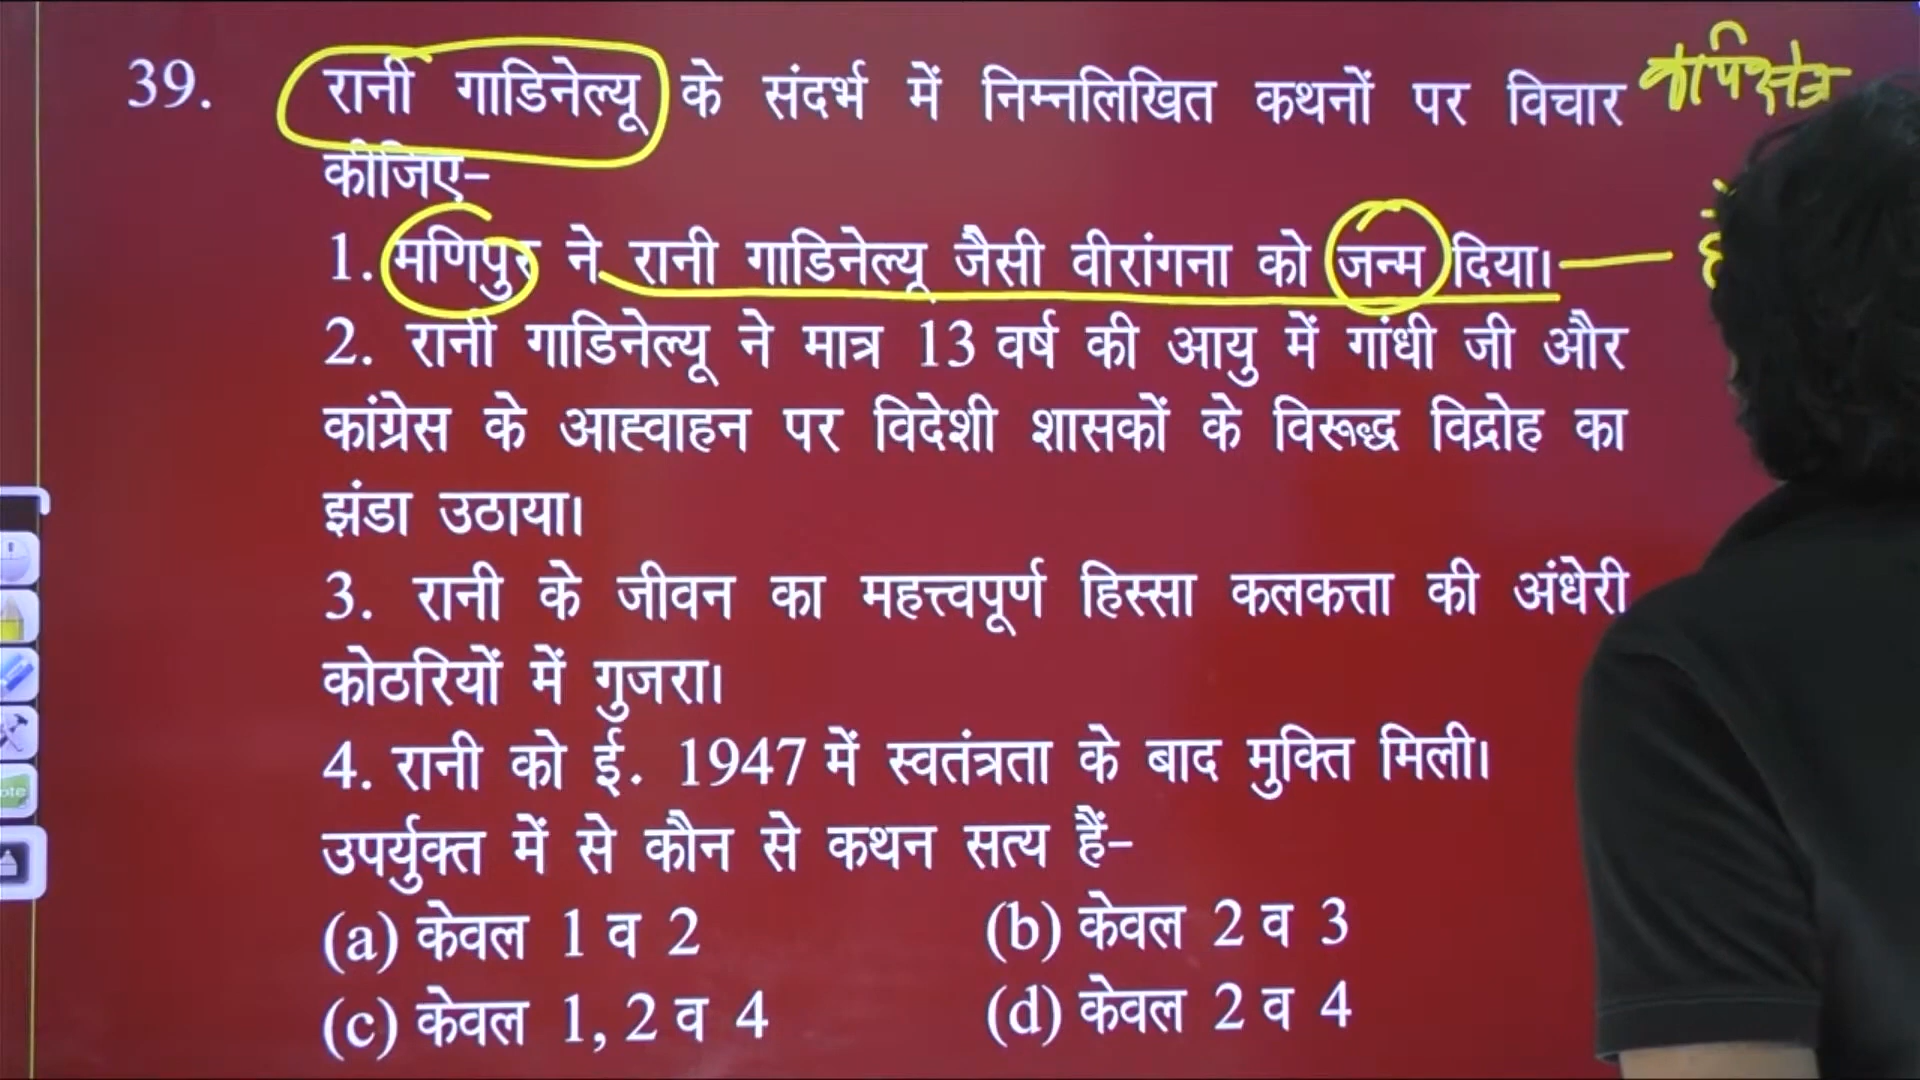 39. रानी गाडिनेल्यू के संदर्भ में निम्नलिखित कथनों पर विचार
कीजिए–
1. मणिपुर ने रानी गाडिनेल्यू जैसी वीरांगना को जन्म दिया।
2. रानी गाडिनेल्यू ने मात्र 13 वर्ष की आयु में गांधी जी और
कांग्रेस के आह्वाहन पर विदेशी शासकों के विरूद्ध विद्रोह का
झंडा उठाया।
3. रानी के जीवन का महत्त्वपूर्ण हिस्सा कलकत्ता की अंधेरी
कोठरियों में गुजरा।
4. रानी को ई. 1947 में स्वतंत्रता के बाद मुक्ति मिली।
उपर्युक्त में से कौन से कथन सत्य हैं–
(a) केवल 1 व 2 (b) केवल 2 व 3
(c) केवल 1, 2 व 4 (d) केवल 2 व 4